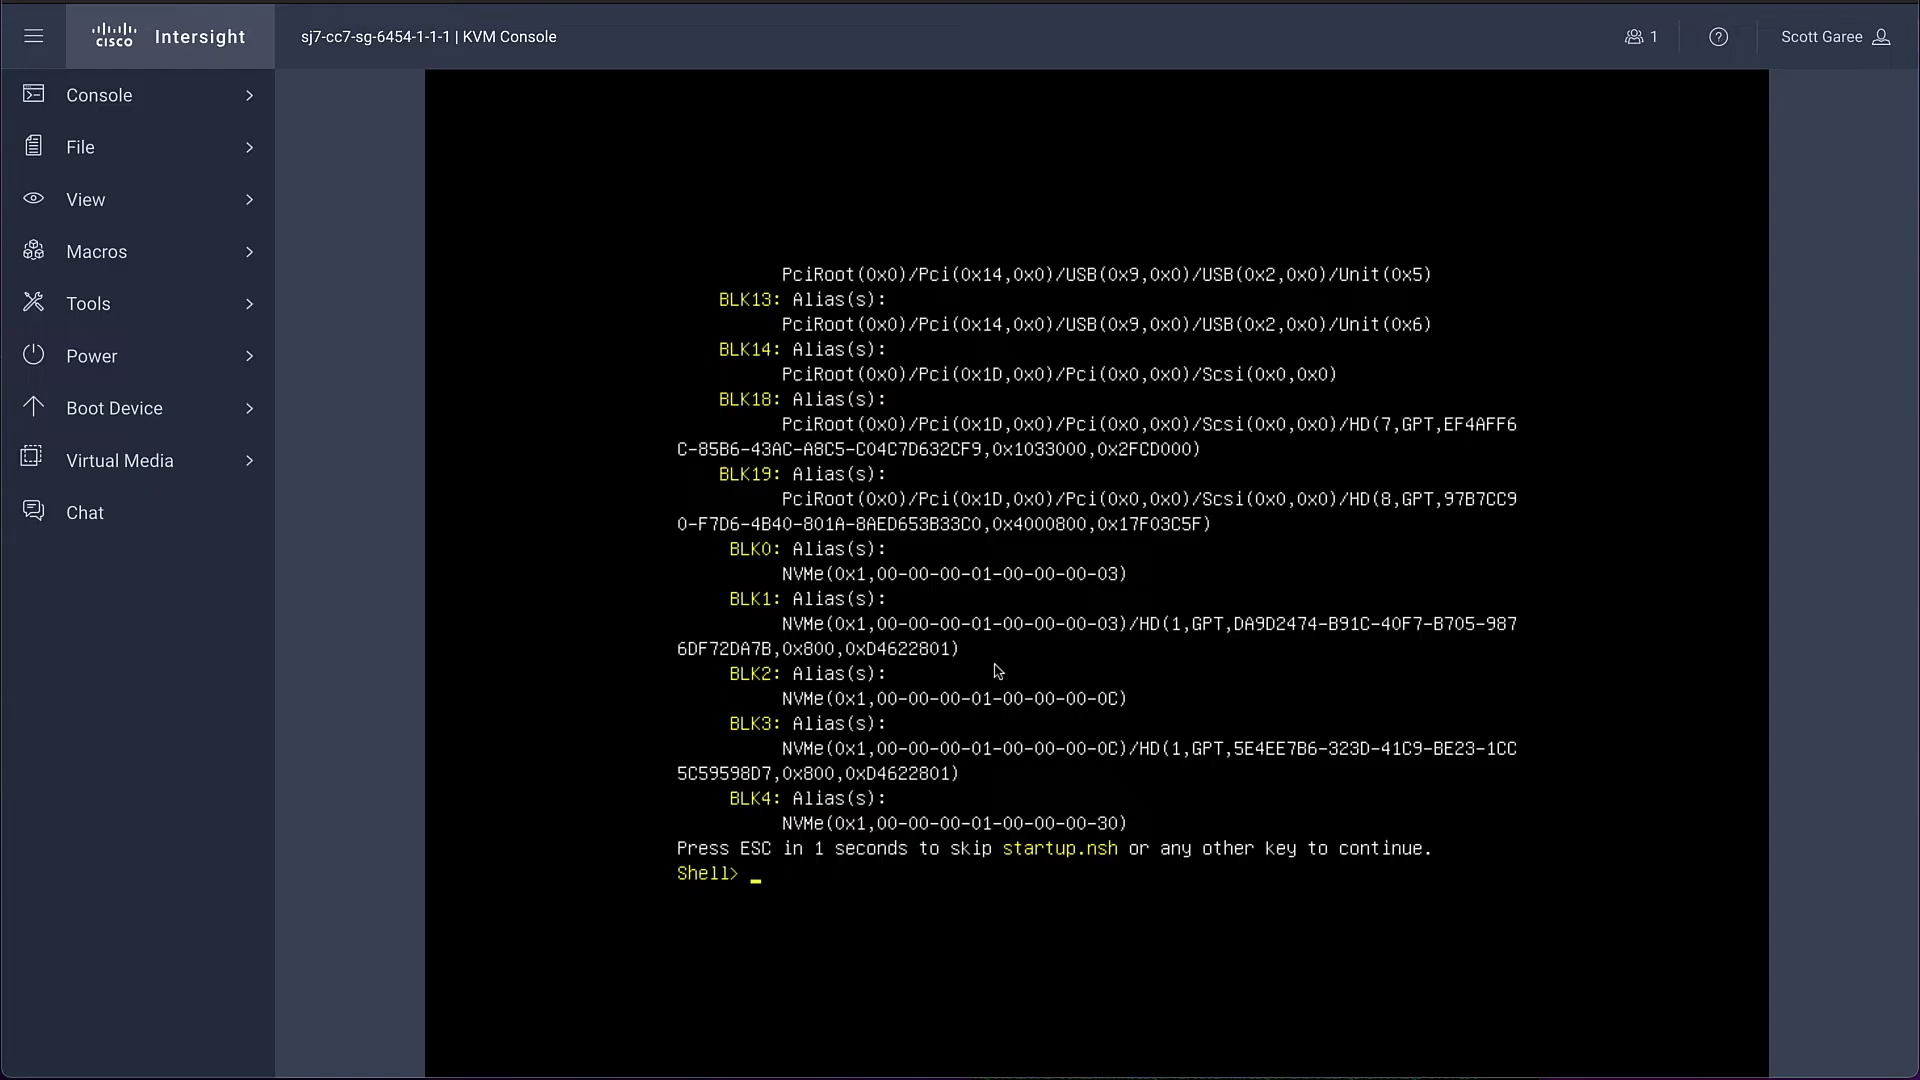 cisco Intersight sj7-cc7-sg-6454-1-1-1 | KVM Console 1 Scott Garee
Console
File
View
Macros
Tools
Power
Boot Device
Virtual Media
Chat
PciRoot(0x0)/Pci(0x14,0x0)/USB(0x9,0x0)/USB(0x2,0x0)/Unit(0x5)
BLK13: Alias(s):
PciRoot(0x0)/Pci(0x14,0x0)/USB(0x9,0x0)/USB(0x2,0x0)/Unit(0x6)
BLK14: Alias(s):
PciRoot(0x0)/Pci(0x1D,0x0)/Pci(0x0,0x0)/Scsi(0x0,0x0)
BLK18: Alias(s):
PciRoot(0x0)/Pci(0x1D,0x0)/Pci(0x0,0x0)/Scsi(0x0,0x0)/HD(7,GPT,EF4AFF6
C-85B6-43AC-A8C5-C04C7D632CF9,0x1033000,0x2FCD000)
BLK19: Alias(s):
PciRoot(0x0)/Pci(0x1D,0x0)/Pci(0x0,0x0)/Scsi(0x0,0x0)/HD(8,GPT,97B7CC9
0-F7D6-4B40-801A-8AED653B33C0,0x4000800,0x17F03C5F)
BLK0: Alias(s):
NVMe(0x1,00-00-00-01-00-00-00-03)
BLK1: Alias(s):
NVMe(0x1,00-00-00-01-00-00-00-03)/HD(1,GPT,DA9D2474-B91C-40F7-B705-987
6DF72DA7B,0x800,0xD4622801)
BLK2: Alias(s):
NVMe(0x1,00-00-00-01-00-00-00-0C)
BLK3: Alias(s):
NVMe(0x1,00-00-00-01-00-00-00-0C)/HD(1,GPT,5E4EE7B6-323D-41C9-BE23-1CC
5C59598D7,0x800,0xD4622801)
BLK4: Alias(s):
NVMe(0x1,00-00-00-01-00-00-00-30)
Press ESC in 1 seconds to skip startup.nsh or any other key to continue.
Shell> _